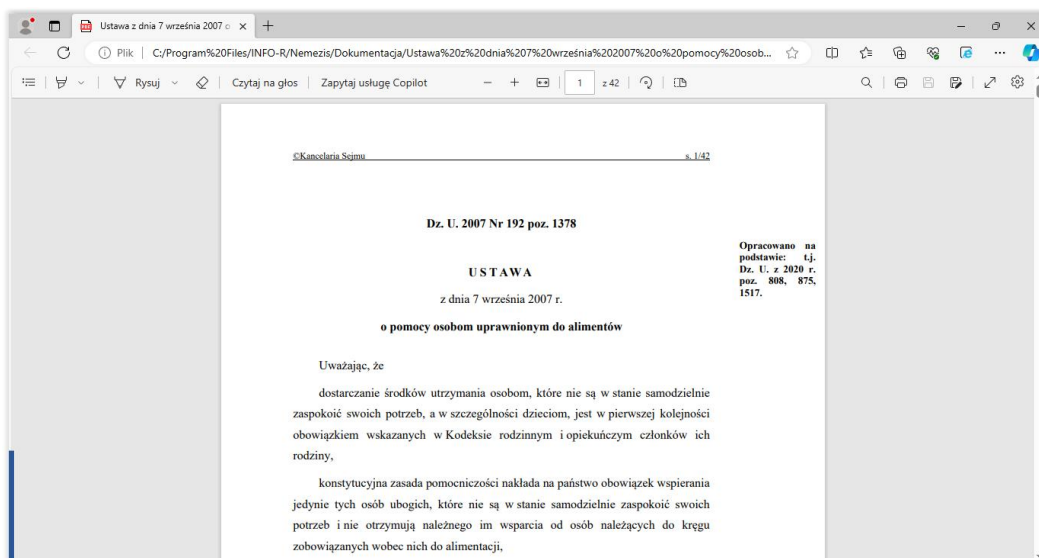 Ustawa z dnia 7 września 2007 o
Plik | C:/Program%20Files/INFO-R/Nemezis/Dokumentacja/Ustawa%20z%20dnia%207%20września%202007%20o%20pomocy%20osob...
Rysuj Czytaj na głos Zapytaj usługę Copilot 1 z 42
©Kancelaria Sejmu s. 1/42
Dz. U. 2007 Nr 192 poz. 1378
Opracowano na
podstawie: t.j.
Dz. U. z 2020 r.
poz. 808, 875,
1517.
U S T A W A
z dnia 7 września 2007 r.
o pomocy osobom uprawnionym do alimentów
Uważając, że
dostarczanie środków utrzymania osobom, które nie są w stanie samodzielnie
zaspokoić swoich potrzeb, a w szczególności dzieciom, jest w pierwszej kolejności
obowiązkiem wskazanych w Kodeksie rodzinnym i opiekuńczym członków ich
rodziny,
konstytucyjna zasada pomocniczości nakłada na państwo obowiązek wspierania
jedynie tych osób ubogich, które nie są w stanie samodzielnie zaspokoić swoich
potrzeb i nie otrzymują należnego im wsparcia od osób należących do kręgu
zobowiązanych wobec nich do alimentacji,